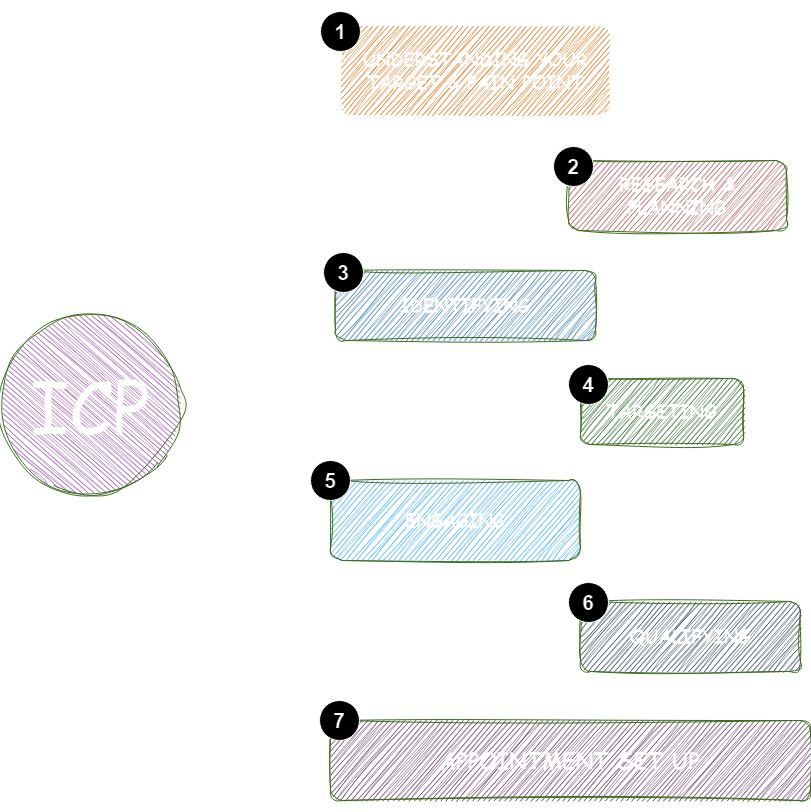 1
UNDERSTANDING YOUR
TARGET & PAIN POINT
2
RESEARCH &
PLANNING
3
IDENTIFYING
ICP
4
TARGETING
5
ENGAGING
6
QUALIFYING
7
APPOINTMENT SET UP